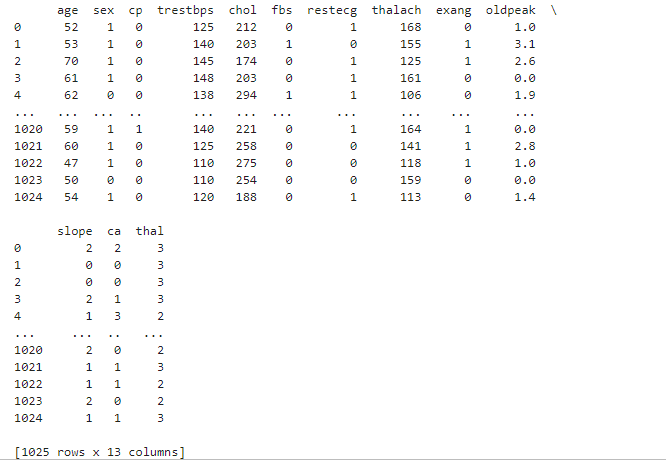 age  sex  cp  trestbps  chol  fbs  restecg  thalach  exang  oldpeak  \
0      52    1   0       125   212    0        1      168      0      1.0
1      53    1   0       140   203    1        0      155      1      3.1
2      70    1   0       145   174    0        1      125      1      2.6
3      61    1   0       148   203    0        1      161      0      0.0
4      62    0   0       138   294    1        1      106      0      1.9
...   ...  ...  ..       ...   ...  ...      ...      ...    ...      ...
1020   59    1   1       140   221    0        1      164      1      0.0
1021   60    1   0       125   258    0        0      141      1      2.8
1022   47    1   0       110   275    0        0      118      1      1.0
1023   50    0   0       110   254    0        0      159      0      0.0
1024   54    1   0       120   188    0        1      113      0      1.4

      slope  ca  thal
0         2   2     3
1         0   0     3
2         0   0     3
3         2   1     3
4         1   3     2
...     ...  ..   ...
1020      2   0     2
1021      1   1     3
1022      1   1     2
1023      2   0     2
1024      1   1     3

[1025 rows x 13 columns]